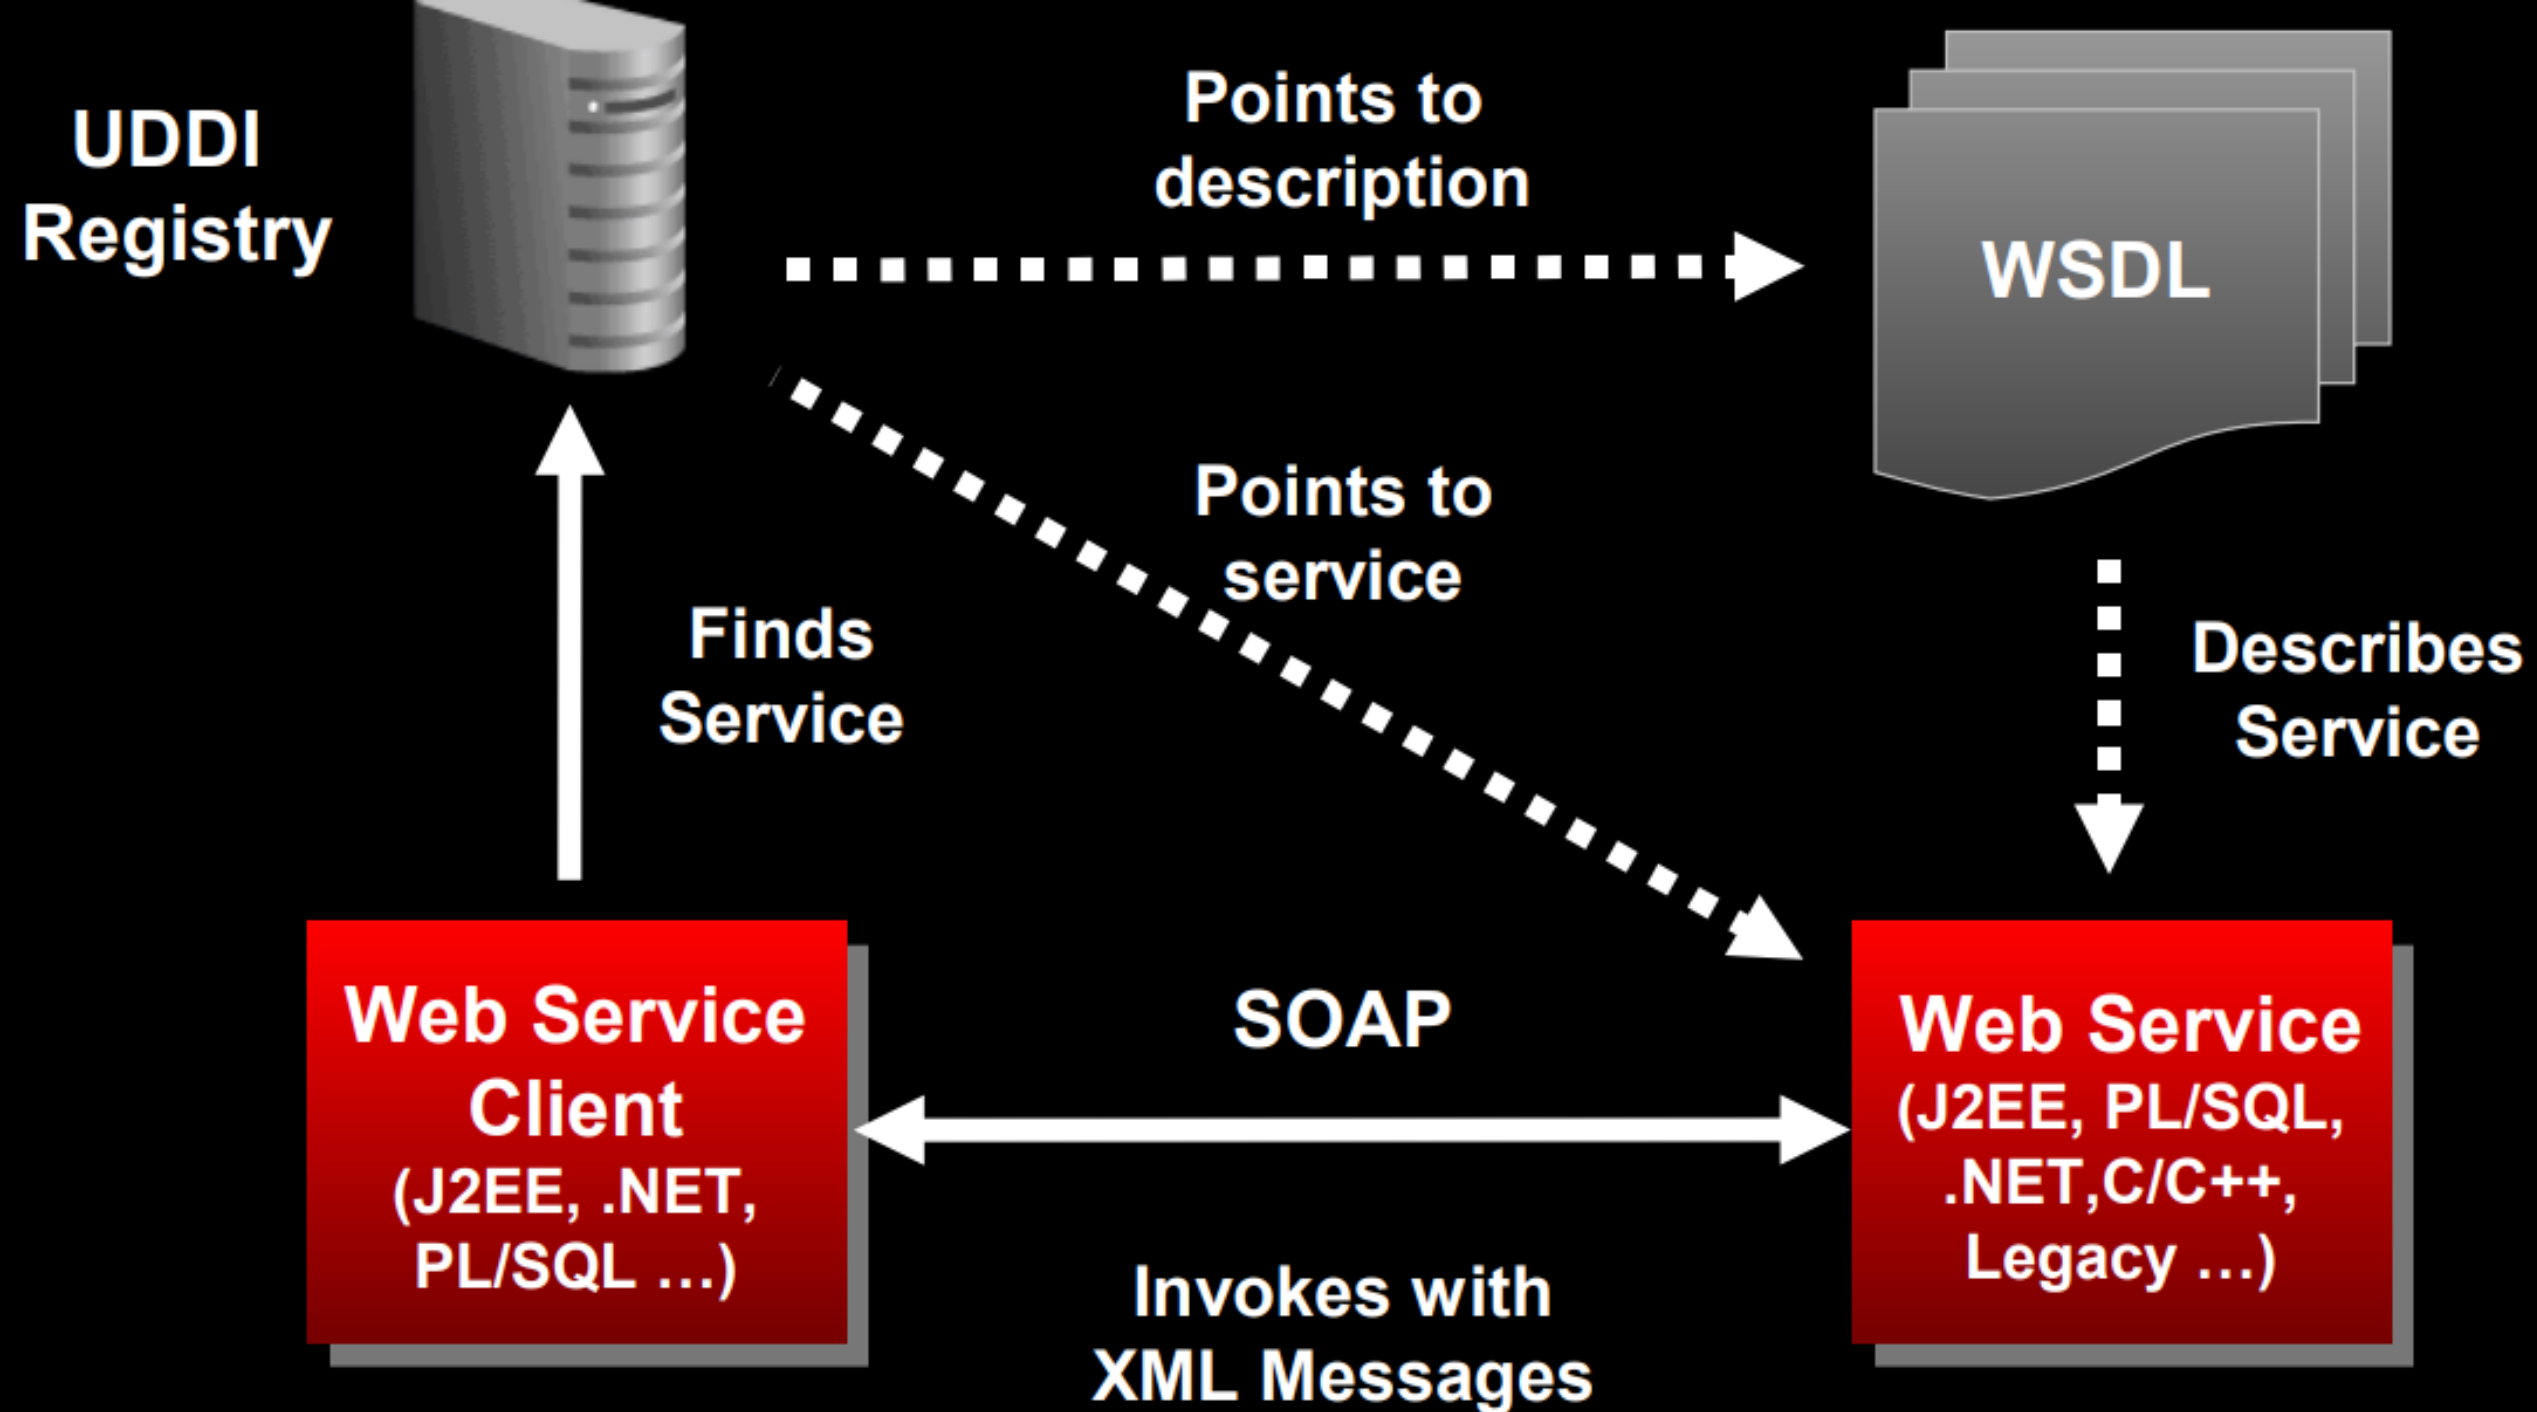 UDDI
Registry
Points to
description
WSDL
Points to
service
Finds
Service
Describes
Service
Web Service
Client
(J2EE, .NET,
PL/SQL …)
SOAP
Invokes with
XML Messages
Web Service
(J2EE, PL/SQL,
.NET,C/C++,
Legacy …)